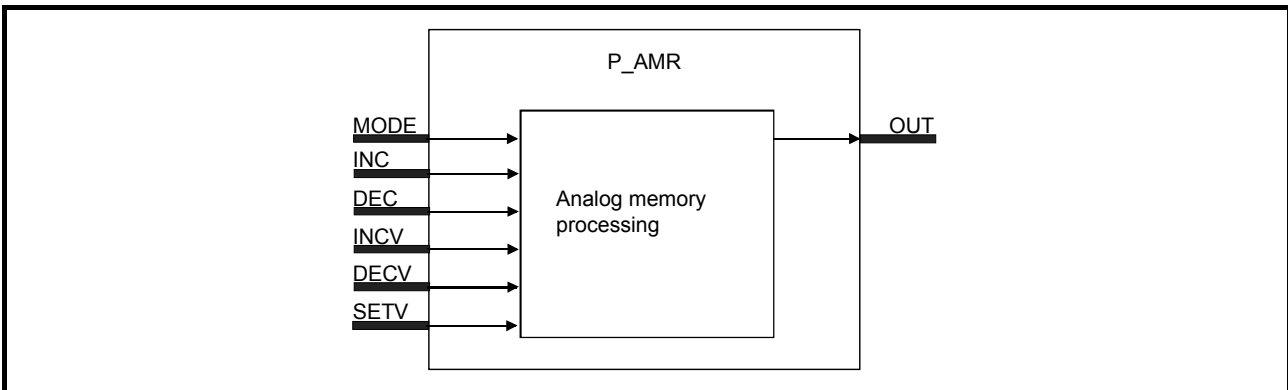 P_AMR
MODE
INC
DEC
INCV
DECV
SETV
Analog memory
processing
OUT